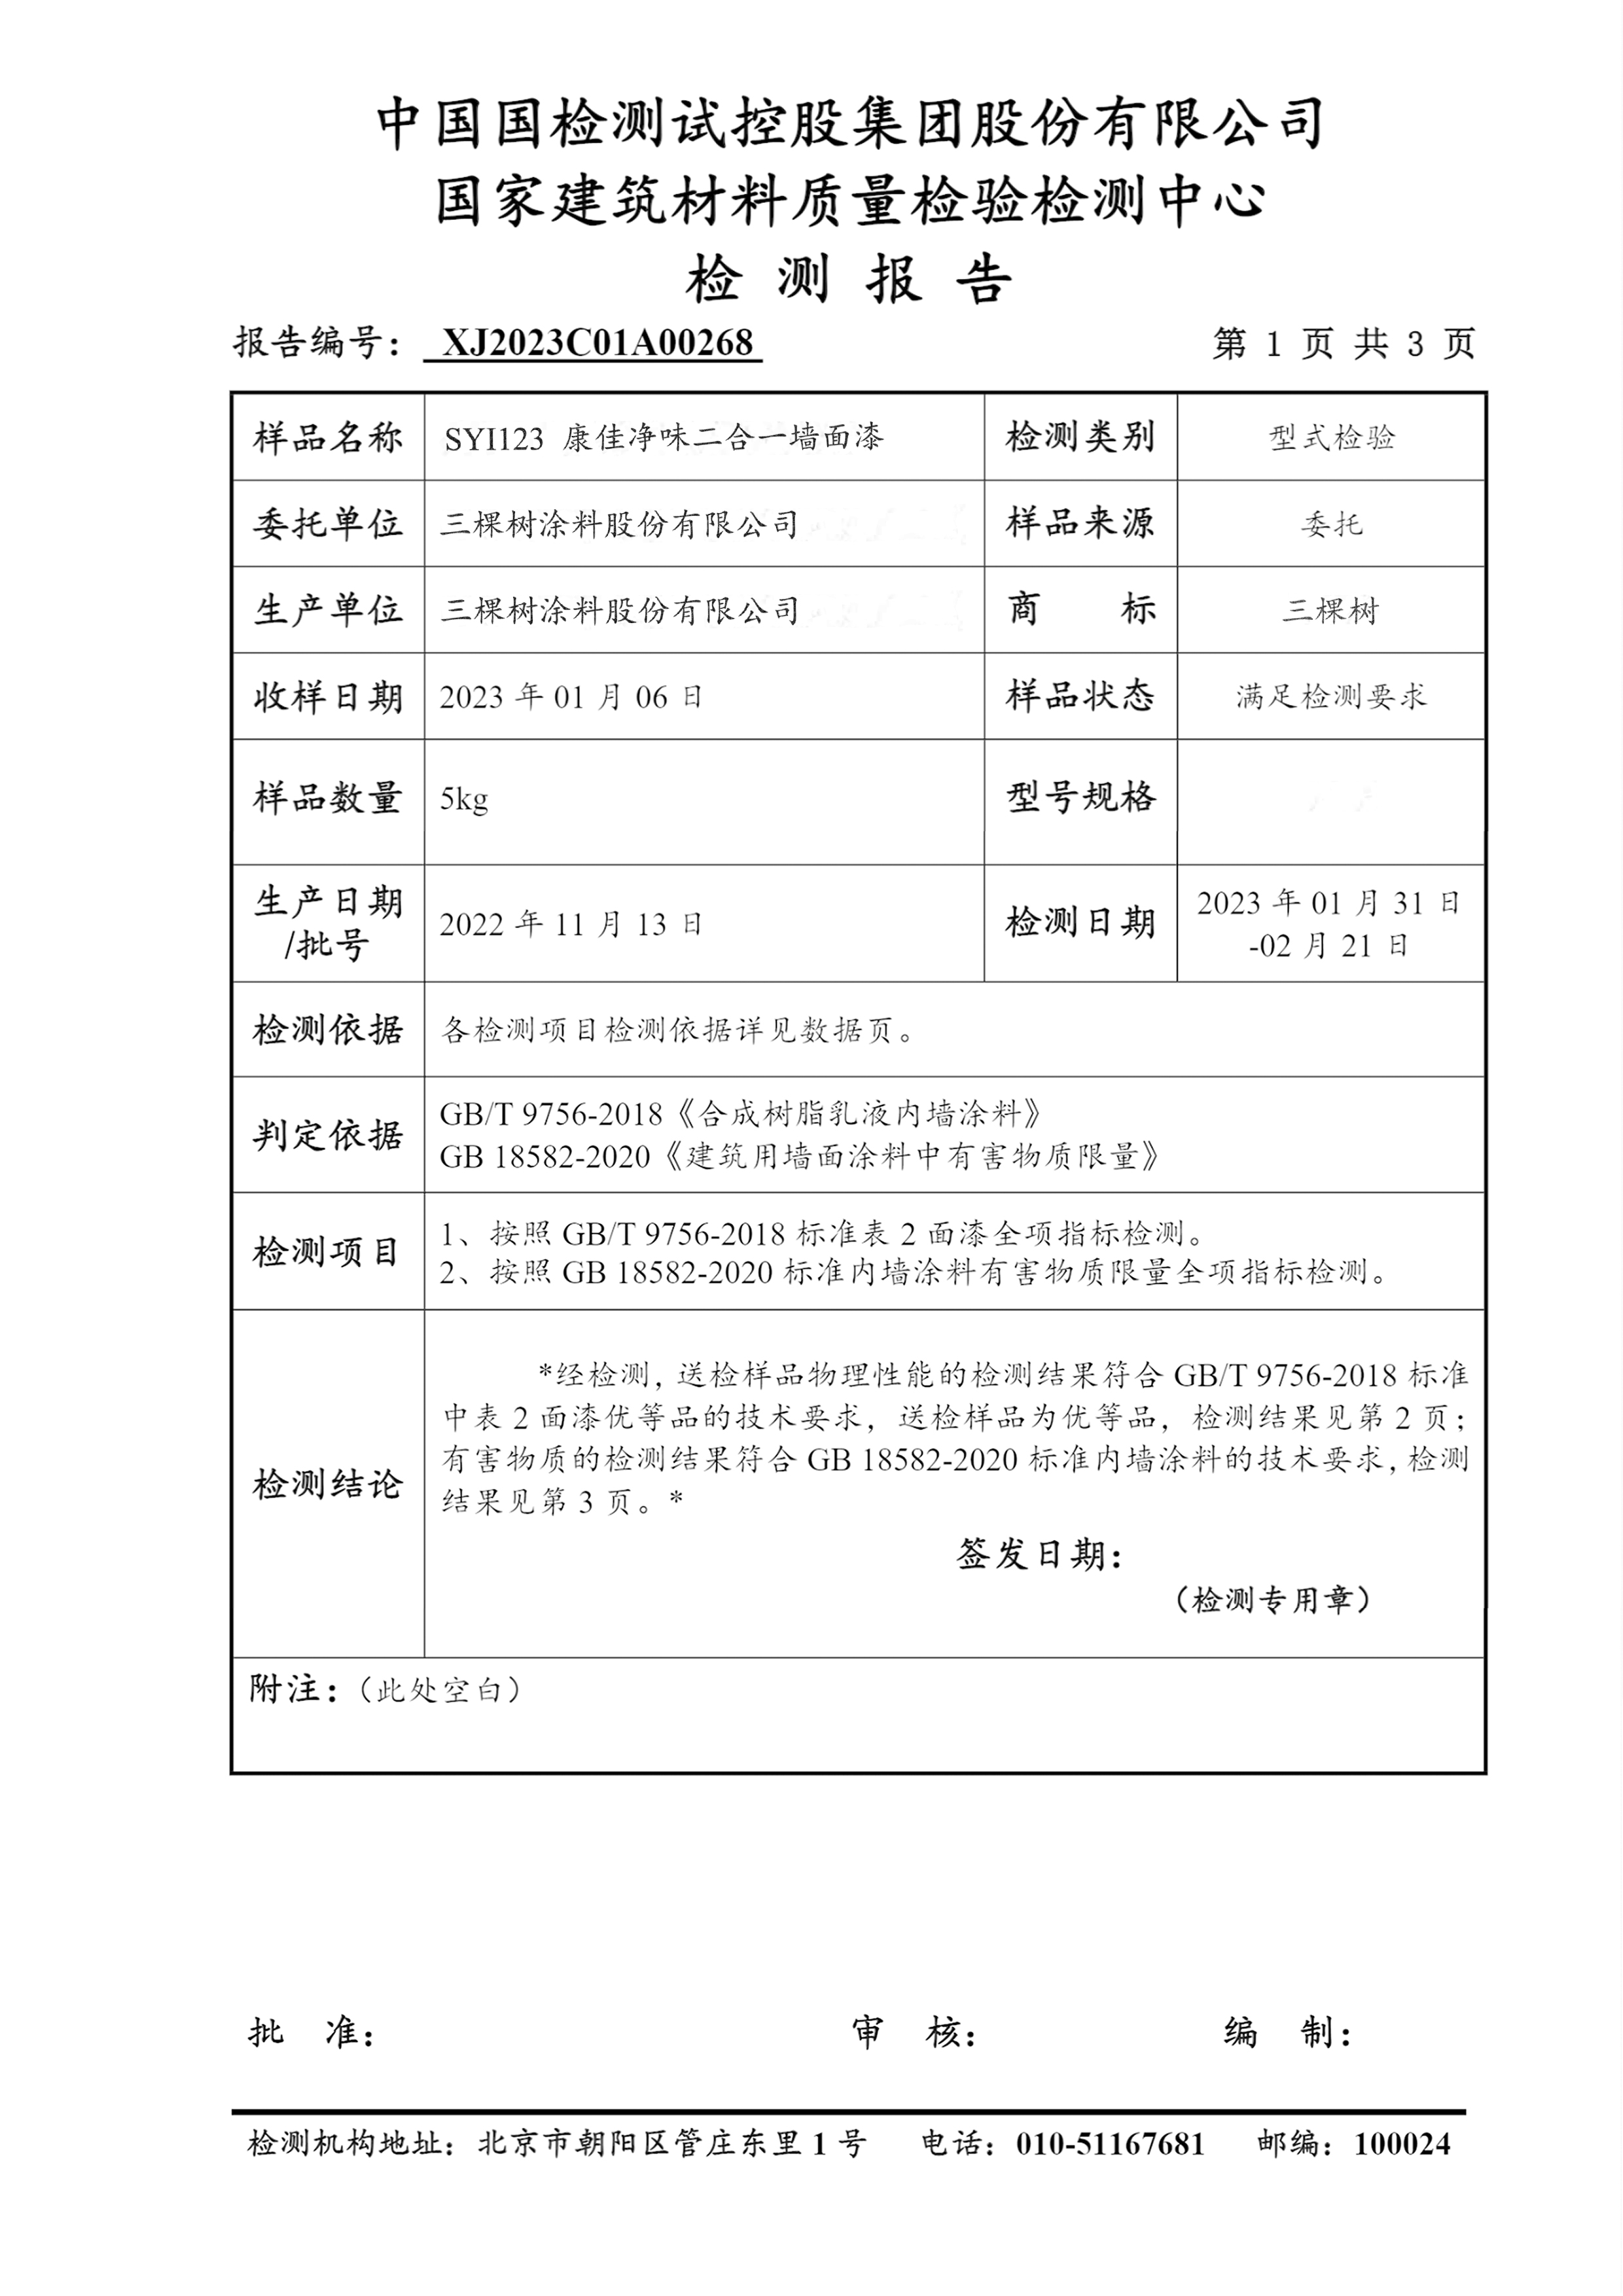 中国国检测试控股集团股份有限公司
国家建筑材料质量检验检测中心
检 测 报 告
报告编号： XJ2023C01A00268 第 1 页 共 3 页
样品名称 SYI123 康佳净味二合一墙面漆 检测类别 型式检验
委托单位 三棵树涂料股份有限公司 样品来源 委托
生产单位 三棵树涂料股份有限公司 商 标 三棵树
收样日期 2023 年 01 月 06 日 样品状态 满足检测要求
样品数量 5kg 型号规格
生产日期
/批号 2022 年 11 月 13 日 检测日期 2023 年 01 月 31 日
-02 月 21 日
检测依据 各检测项目检测依据详见数据页。
判定依据 GB/T 9756-2018《合成树脂乳液内墙涂料》
GB 18582-2020《建筑用墙面涂料中有害物质限量》
检测项目 1、按照 GB/T 9756-2018 标准表 2 面漆全项指标检测。
2、按照 GB 18582-2020 标准内墙涂料有害物质限量全项指标检测。
检测结论 *经检测，送检样品物理性能的检测结果符合 GB/T 9756-2018 标准
中表 2 面漆优等品的技术要求，送检样品为优等品，检测结果见第 2 页；
有害物质的检测结果符合 GB 18582-2020 标准内墙涂料的技术要求，检测
结果见第 3 页。*
签发日期：
（检测专用章）
附注：（此处空白）
批 准： 审 核： 编 制：
检测机构地址：北京市朝阳区管庄东里 1 号 电话：010-51167681 邮编：100024